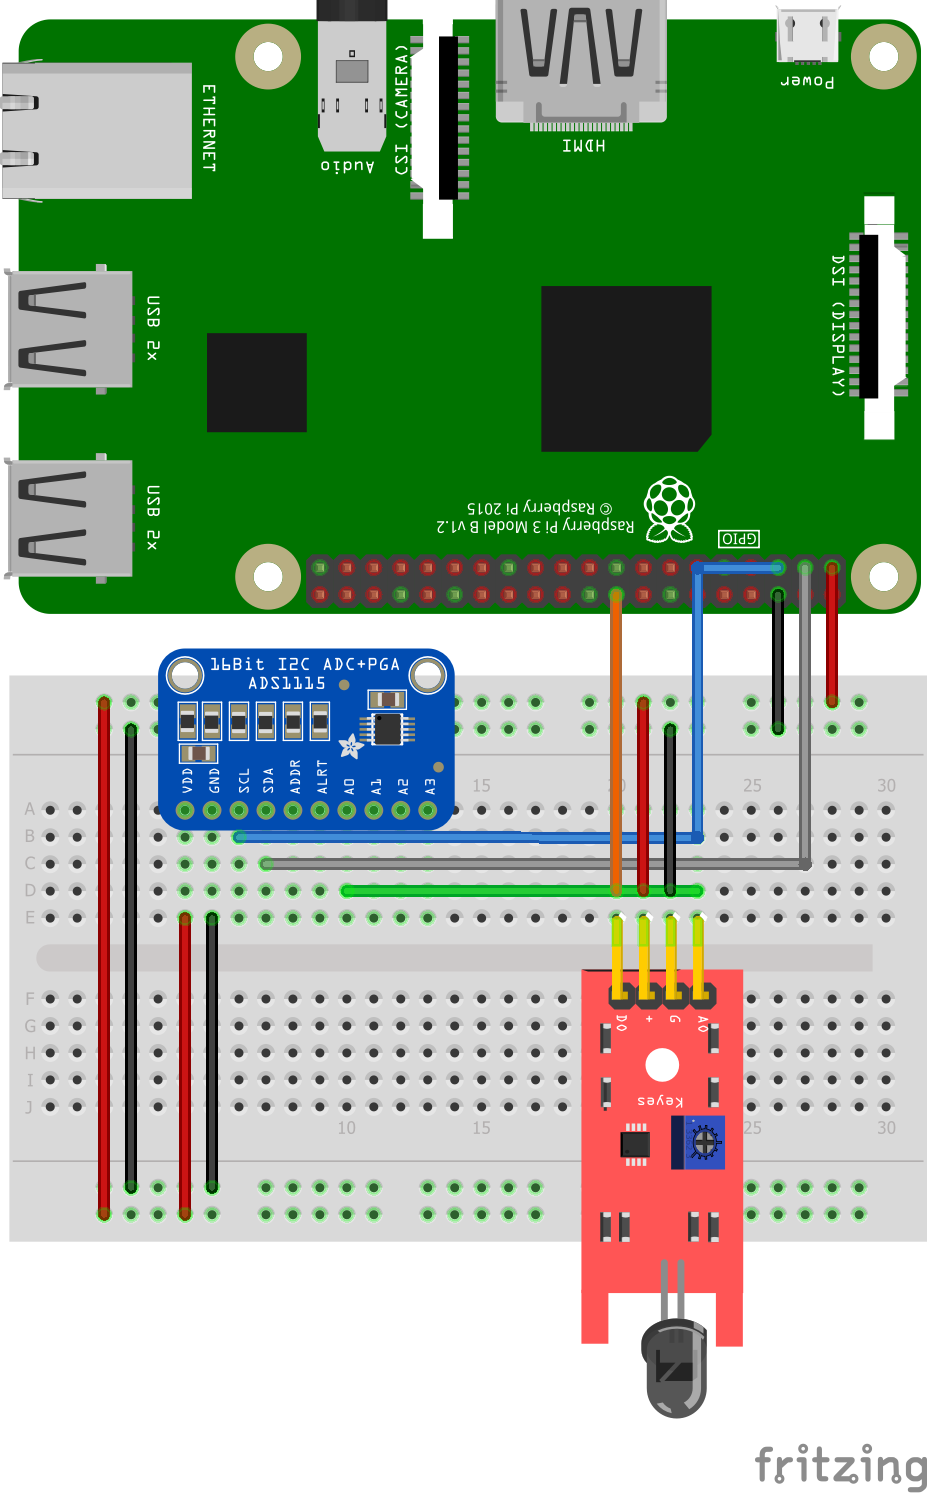 Power
Audio
HDMI
ETHERNET
CSI (CAMERA)
DSI (DISPLAY)
USB 2x
USB 2x
Raspberry Pi 3 Model B v1.2
© Raspberry Pi 2015
GPIO
16Bit I2C ADC+PGA
ADS1115
VDD GND SCL SDA ADDR ALRT A0 A1 A2 A3
15 20 25 30
A
B
C
D
E
F
G
H
I
J
DO + G AO
Keyes
10 15 25 30
fritzing